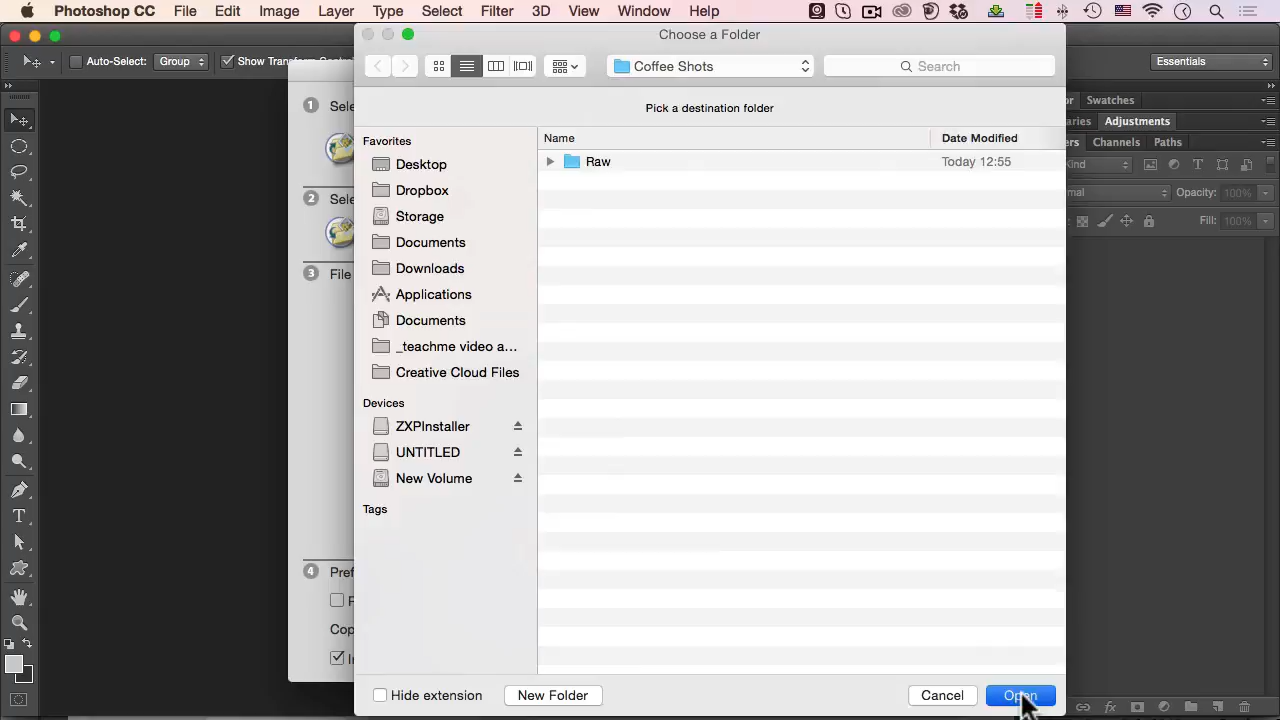 Photoshop CC File Edit Image Layer Type Select Filter 3D View Window Help
Choose a Folder
Auto-Select: Group Show Transform
Coffee Shots Search Essentials
Pick a destination folder
Swatches
Adjustments
Channels Paths
Opacity: 100%
Fill: 100%
1
2
3 File
4
Favorites
Desktop
Dropbox
Storage
Documents
Downloads
Applications
Documents
_teachme video a...
Creative Cloud Files
Devices
ZXPInstaller
UNTITLED
New Volume
Tags
Name Date Modified
Raw Today 12:55
Hide extension New Folder Cancel Open